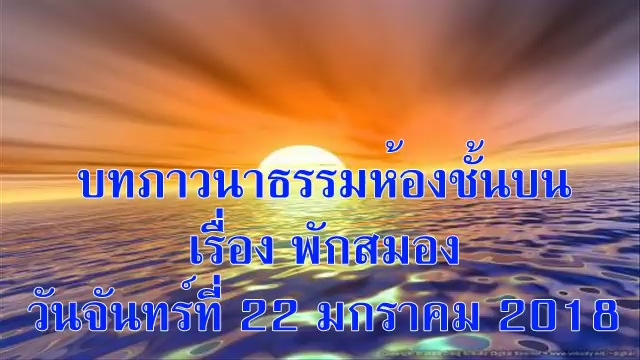 บทภาวนาธรรมห้องชั้นบน
เรื่อง พักสมอง
วันจันทร์ที่ 22 มกราคม 2018